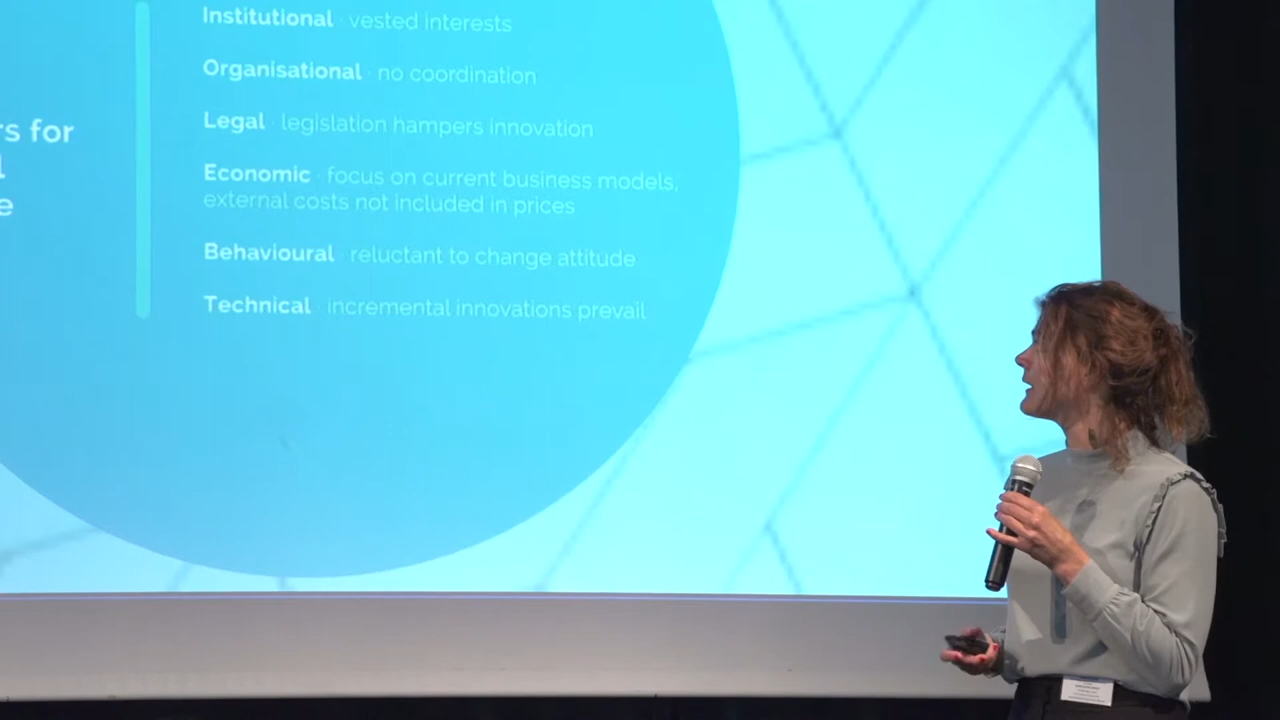 Institutional · vested interests
Organisational · no coordination
rs for
Legal · legislation hampers innovation
l
Economic · focus on current business models,
e
external costs not included in prices
Behavioural · reluctant to change attitude
Technical · incremental innovations prevail